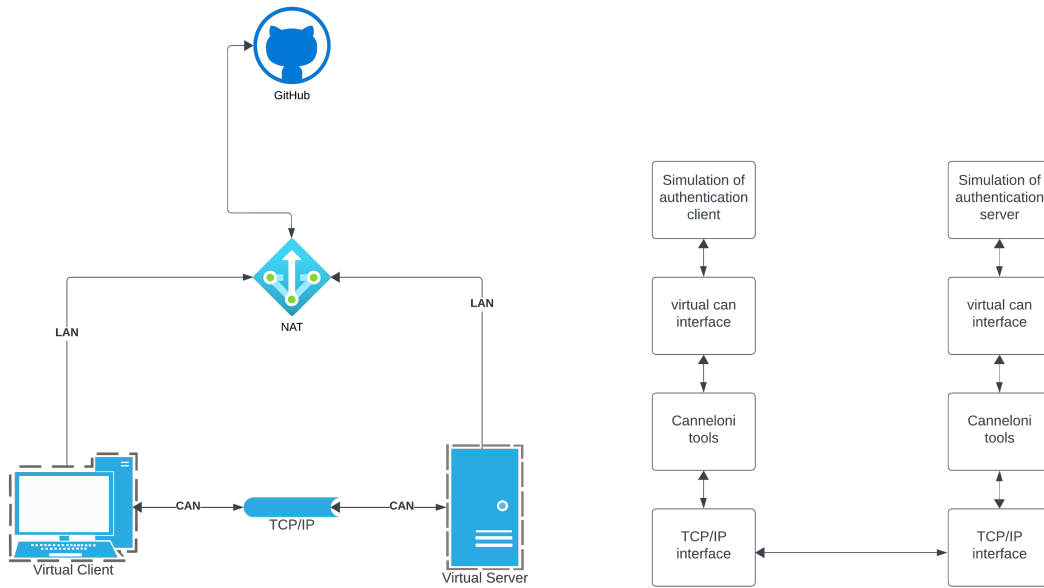 GitHub
NAT
LAN
LAN
CAN
TCP/IP
CAN
Virtual Client
Virtual Server
Simulation of
authentication
client
virtual can
interface
Canneloni
tools
TCP/IP
interface
Simulation of
authentication
server
virtual can
interface
Canneloni
tools
TCP/IP
interface